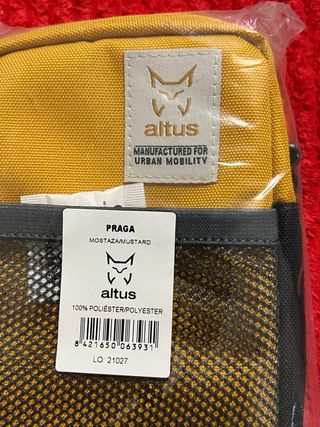 altus
MANUFACTURED FOR
URBAN MOBILITY
PRAGA
MOSTAZA/MUSTARD
altus
100% POLIÉSTER/POLYESTER
8 421650 063931
LO: 21027